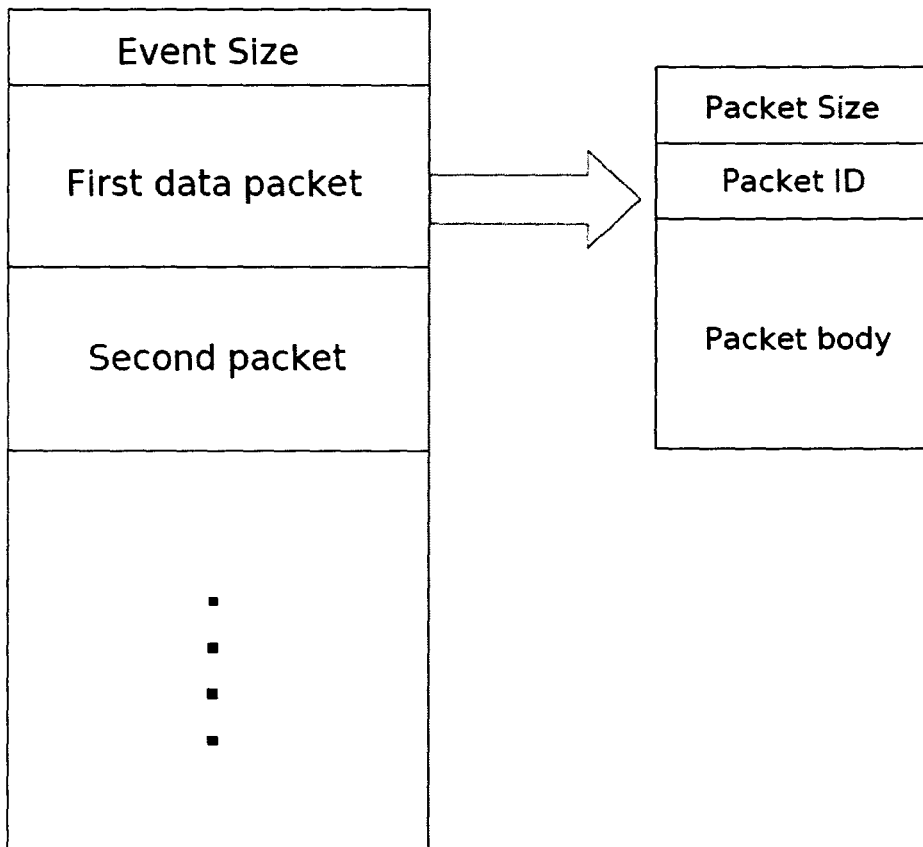 Event Size
First data packet
Second packet
Packet Size
Packet ID
Packet body